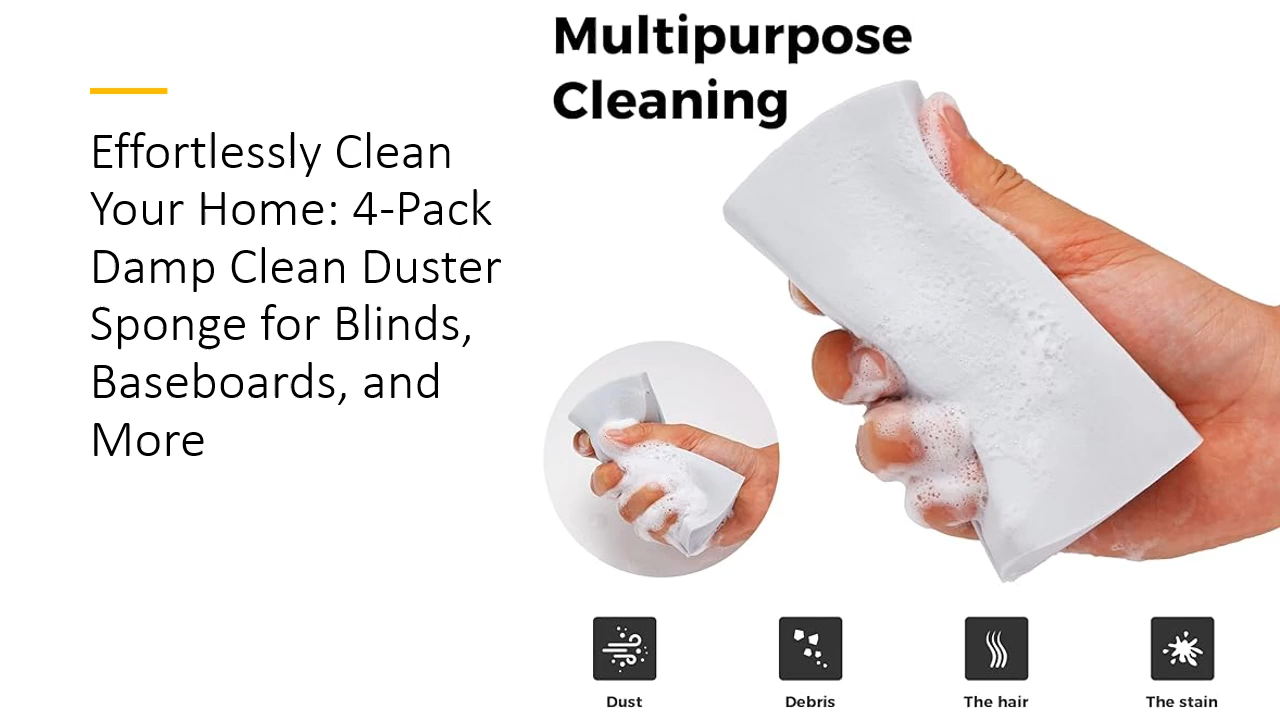 Effortlessly Clean
Your Home: 4-Pack
Damp Clean Duster
Sponge for Blinds,
Baseboards, and
More
Multipurpose
Cleaning
Dust
Debris
The hair
The stain